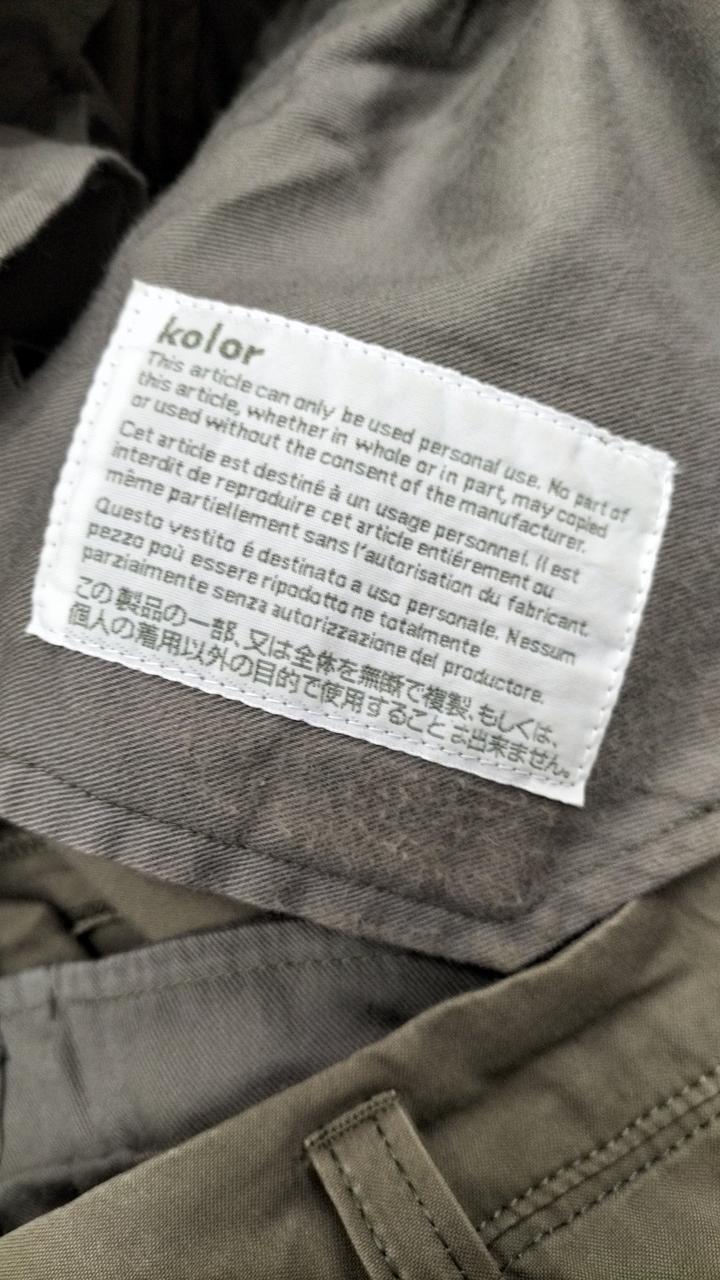 kolor
This article can only be used personal use. No part of
this article, whether in whole or in part, may copied
or used without the consent of the manufacturer.
Cet article est destiné à un usage personnel. Il est
interdit de reproduire cet article entiérement ou
même partiellement sans l'autorisation du fabricant.
Questo vestito é destinato a uso personale. Nessum
pezzo poù essere ripodotto ne totalmente
parziaimente senza autorizzazione del productore.
この製品の一部、又は全体を無断で複製、もしくは、
個人の着用以外の目的で使用することは出来ません。